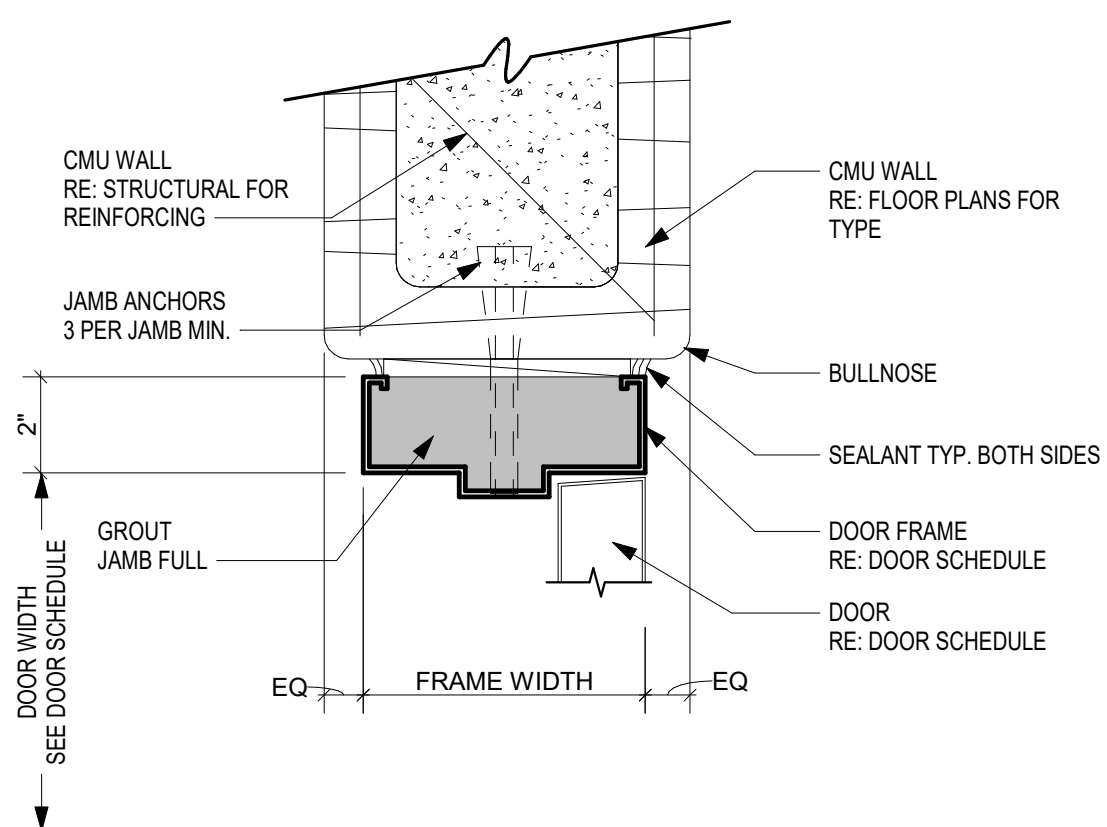 CMU WALL
RE: STRUCTURAL FOR
REINFORCING
JAMB ANCHORS
3 PER JAMB MIN.
2"
GROUT
JAMB FULL
DOOR WIDTH
SEE DOOR SCHEDULE
CMU WALL
RE: FLOOR PLANS FOR
TYPE
BULLNOSE
SEALANT TYP. BOTH SIDES
DOOR FRAME
RE: DOOR SCHEDULE
DOOR
RE: DOOR SCHEDULE
EQ
FRAME WIDTH
EQ